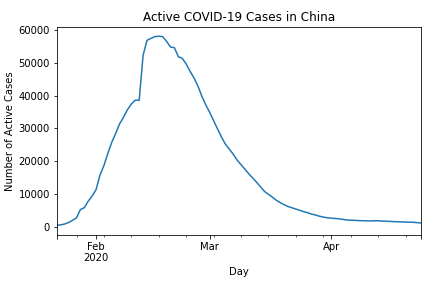 Active COVID-19 Cases in China
Number of Active Cases
60000
50000
40000
30000
20000
10000
0
Feb
2020
Mar
Apr
Day